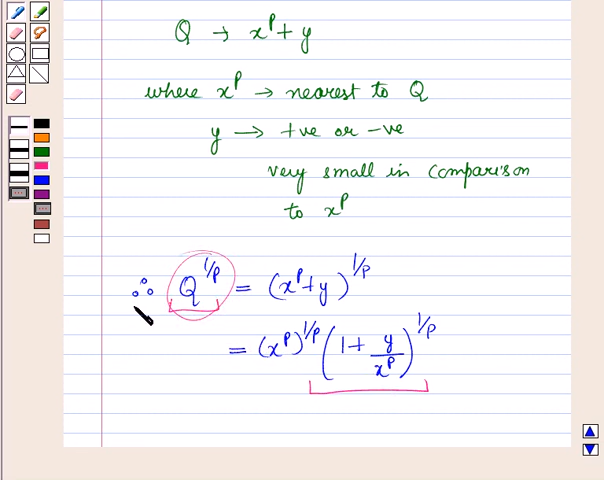 Q → x^p + y
where x^p → nearest to Q
y → +ve or -ve
very small in comparison
to x^p
∴ Q^{1/p} = (x^p + y)^{1/p}
= (x^p)^{1/p} (1 + y/x^p)^{1/p}